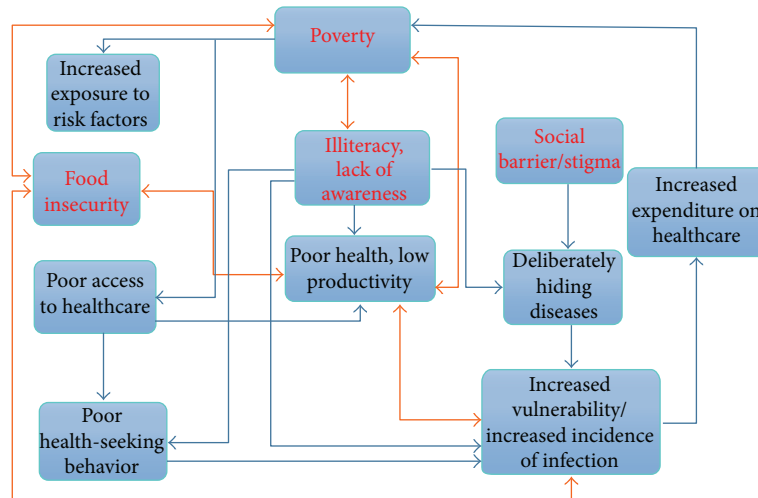 Poverty
Increased
exposure to
risk factors
Illiteracy,
lack of
awareness
Social
barrier/stigma
Food
insecurity
Increased
expenditure on
healthcare
Poor health, low
productivity
Deliberately
hiding
diseases
Poor access
to healthcare
Increased
vulnerability/
increased incidence
of infection
Poor
health-seeking
behavior